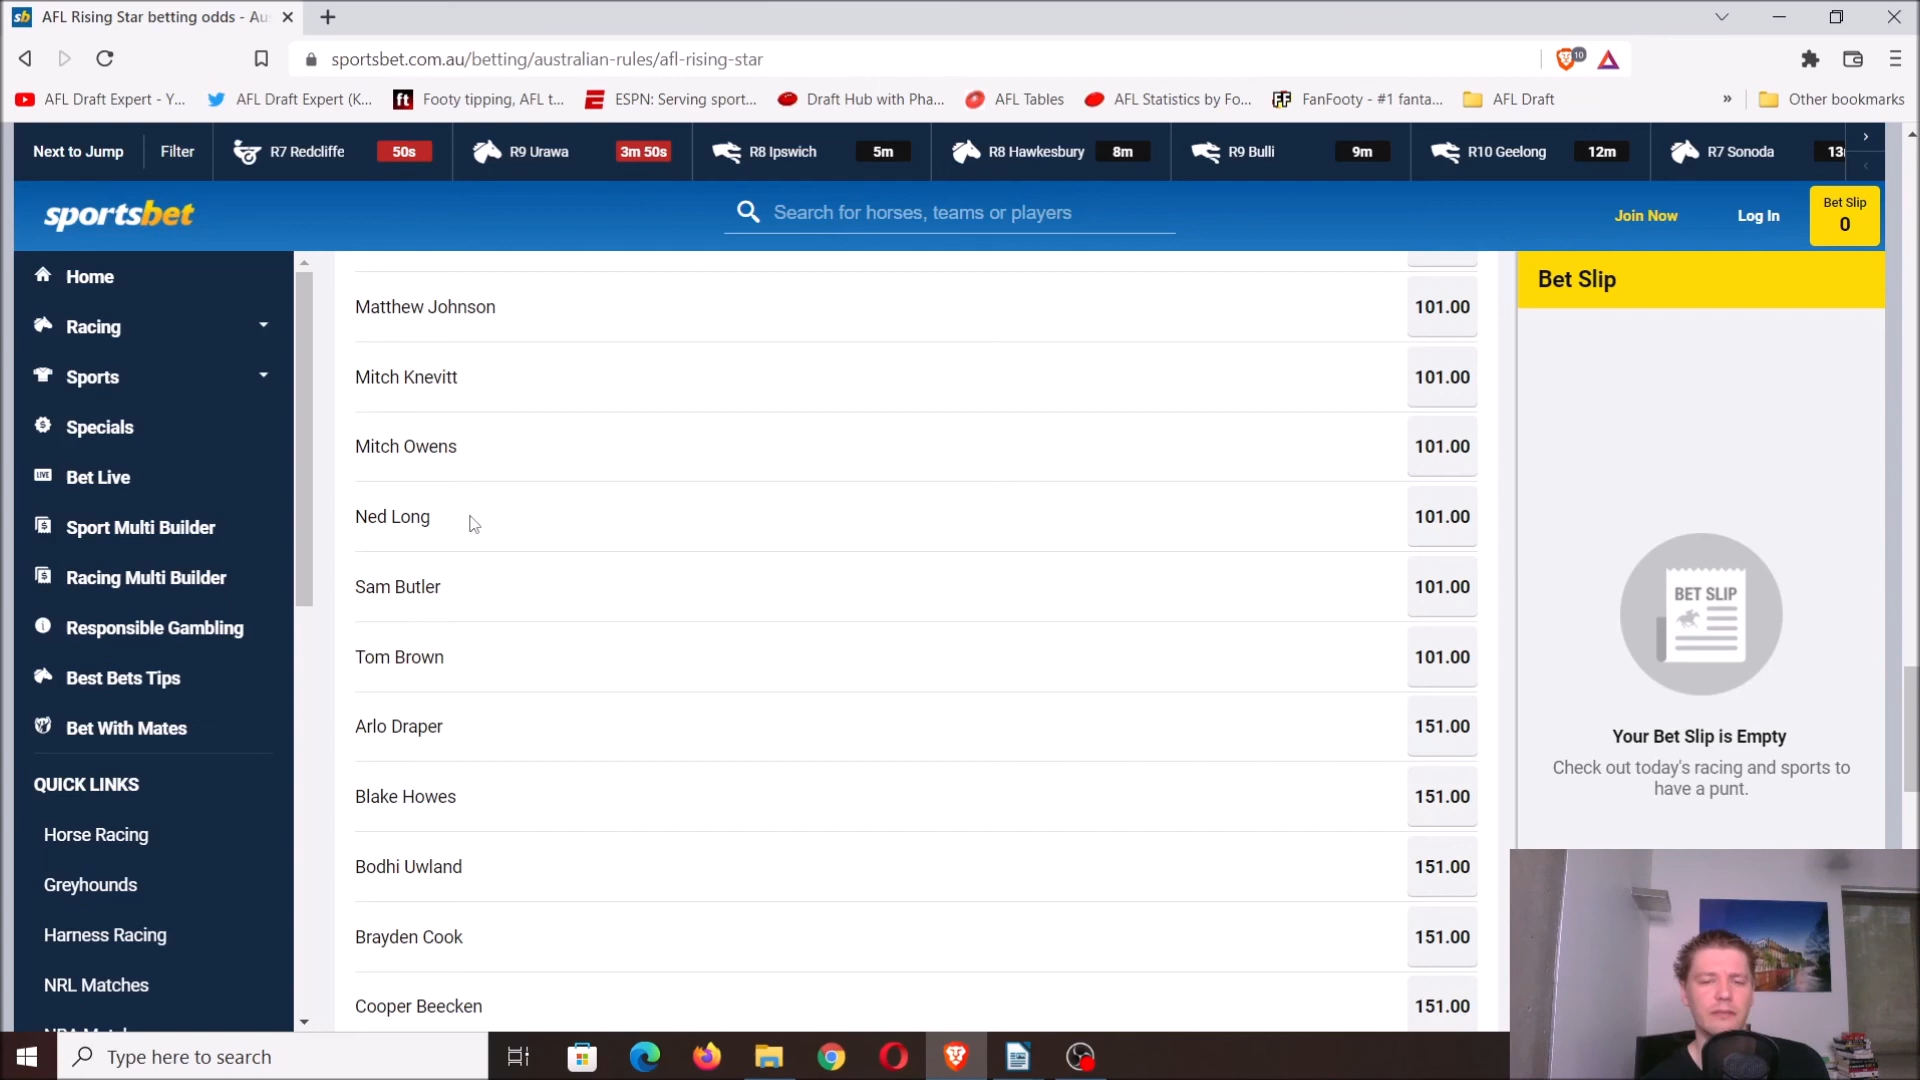 sb AFL Rising Star betting odds - Au
sportsbet.com.au/betting/australian-rules/afl-rising-star
10
AFL Draft Expert - Y...
AFL Draft Expert (K...
ft Footy tipping, AFL t...
ESPN: Serving sport...
Draft Hub with Pha...
AFL Tables
AFL Statistics by Fo...
FF FanFooty - #1 fanta...
AFL Draft
»
Other bookmarks
Next to Jump
Filter
R7 Redcliffe 50s
R9 Urawa 3m 50s
R8 Ipswich 5m
R8 Hawkesbury 8m
R9 Bulli 9m
R10 Geelong 12m
R7 Sonoda 13
sportsbet
Search for horses, teams or players
Join Now
Log In
Bet Slip
0
Home
Racing
Sports
Specials
LIVE Bet Live
Sport Multi Builder
Racing Multi Builder
Responsible Gambling
Best Bets Tips
Bet With Mates
QUICK LINKS
Horse Racing
Greyhounds
Harness Racing
NRL Matches
Matthew Johnson 101.00
Mitch Knevitt 101.00
Mitch Owens 101.00
Ned Long 101.00
Sam Butler 101.00
Tom Brown 101.00
Arlo Draper 151.00
Blake Howes 151.00
Bodhi Uwland 151.00
Brayden Cook 151.00
Cooper Beecken 151.00
Bet Slip
BET SLIP
Your Bet Slip is Empty
Check out today's racing and sports to
have a punt.
Type here to search